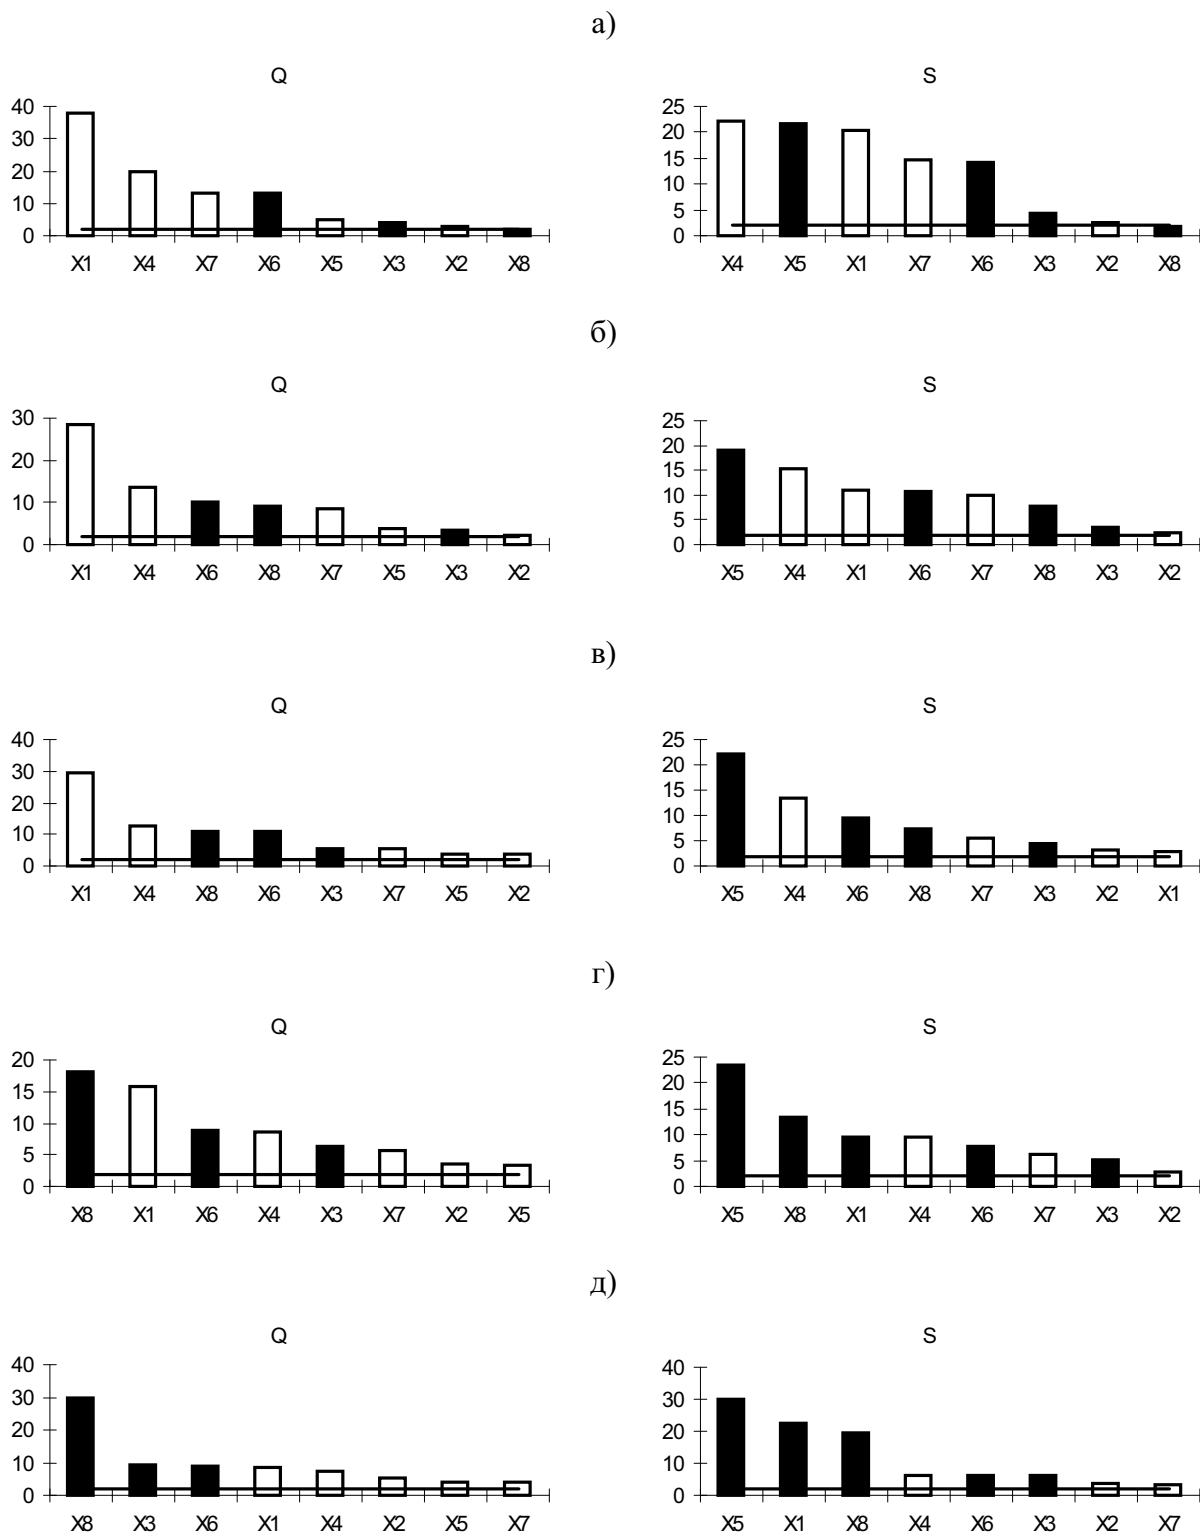 а)
Q S
40 25
30 20
20 15
10 10
0 5
0
X1 X4 X7 X6 X5 X3 X2 X8 X4 X5 X1 X7 X6 X3 X2 X8
б)
Q S
30 25
20 20
10 15
0 10
5
0
X1 X4 X6 X8 X7 X5 X3 X2 X5 X4 X1 X6 X7 X8 X3 X2
в)
Q S
40 25
30 20
20 15
10 10
0 5
0
X1 X4 X8 X6 X3 X7 X5 X2 X5 X4 X6 X8 X7 X3 X2 X1
г)
Q S
20 25
15 20
10 15
5 10
0 5
0
X8 X1 X6 X4 X3 X7 X2 X5 X5 X8 X1 X4 X6 X7 X3 X2
д)
Q S
40 40
30 30
20 20
10 10
0 0
X8 X3 X6 X1 X4 X2 X5 X7 X5 X1 X8 X4 X6 X3 X2 X7